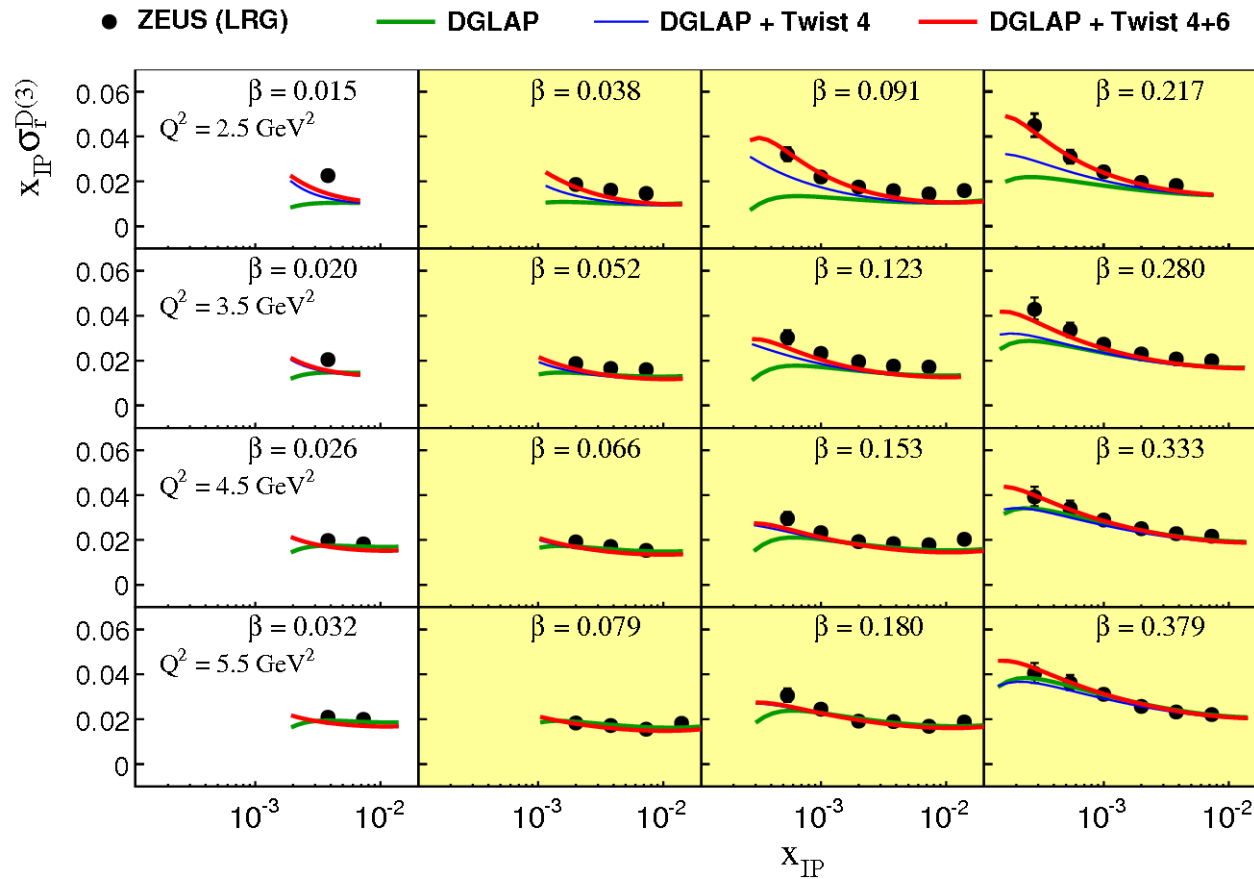 ZEUS (LRG) DGLAP DGLAP + Twist 4 DGLAP + Twist 4+6
x_IP σ_r^D(3)
0.06 β = 0.015 β = 0.038 β = 0.091 β = 0.217
Q² = 2.5 GeV²
0.04
0.02
0
0.06 β = 0.020 β = 0.052 β = 0.123 β = 0.280
Q² = 3.5 GeV²
0.04
0.02
0
0.06 β = 0.026 β = 0.066 β = 0.153 β = 0.333
Q² = 4.5 GeV²
0.04
0.02
0
0.06 β = 0.032 β = 0.079 β = 0.180 β = 0.379
Q² = 5.5 GeV²
0.04
0.02
0
10⁻³ 10⁻² 10⁻³ 10⁻² 10⁻³ 10⁻² 10⁻³ 10⁻²
x_IP